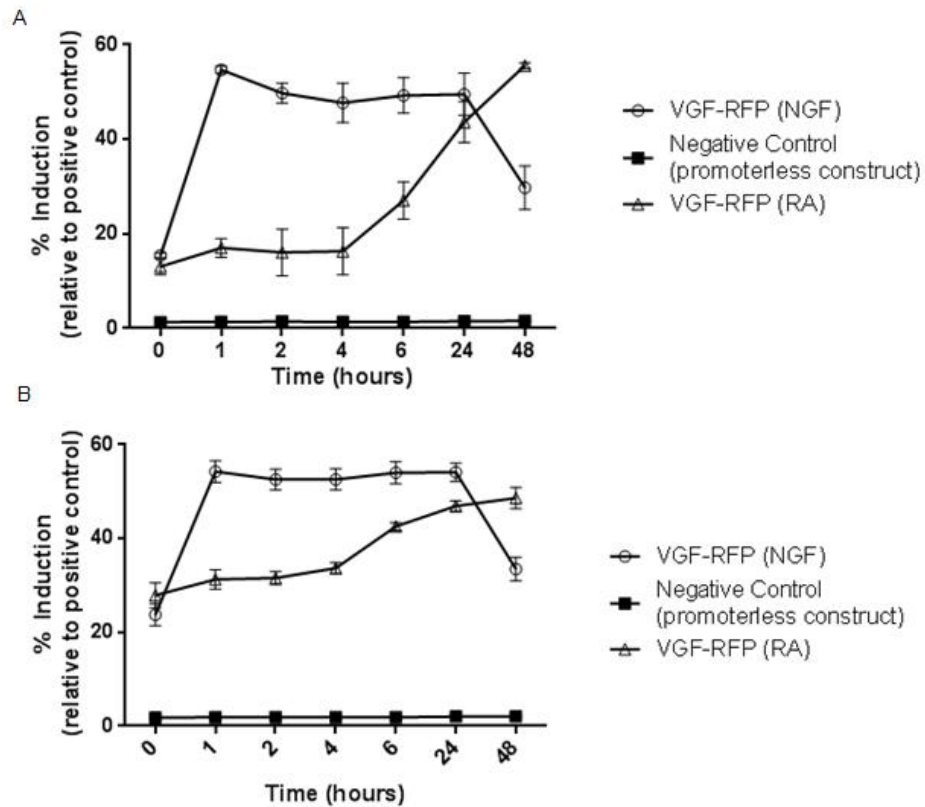 A
% Induction
(relative to positive control)
60
40
20
0
0 1 2 4 6 24 48
Time (hours)
VGF-RFP (NGF)
Negative Control
(promoterless construct)
VGF-RFP (RA)
B
% Induction
(relative to positive control)
60
40
20
0
0 1 2 4 6 24 48
Time (hours)
VGF-RFP (NGF)
Negative Control
(promoterless construct)
VGF-RFP (RA)